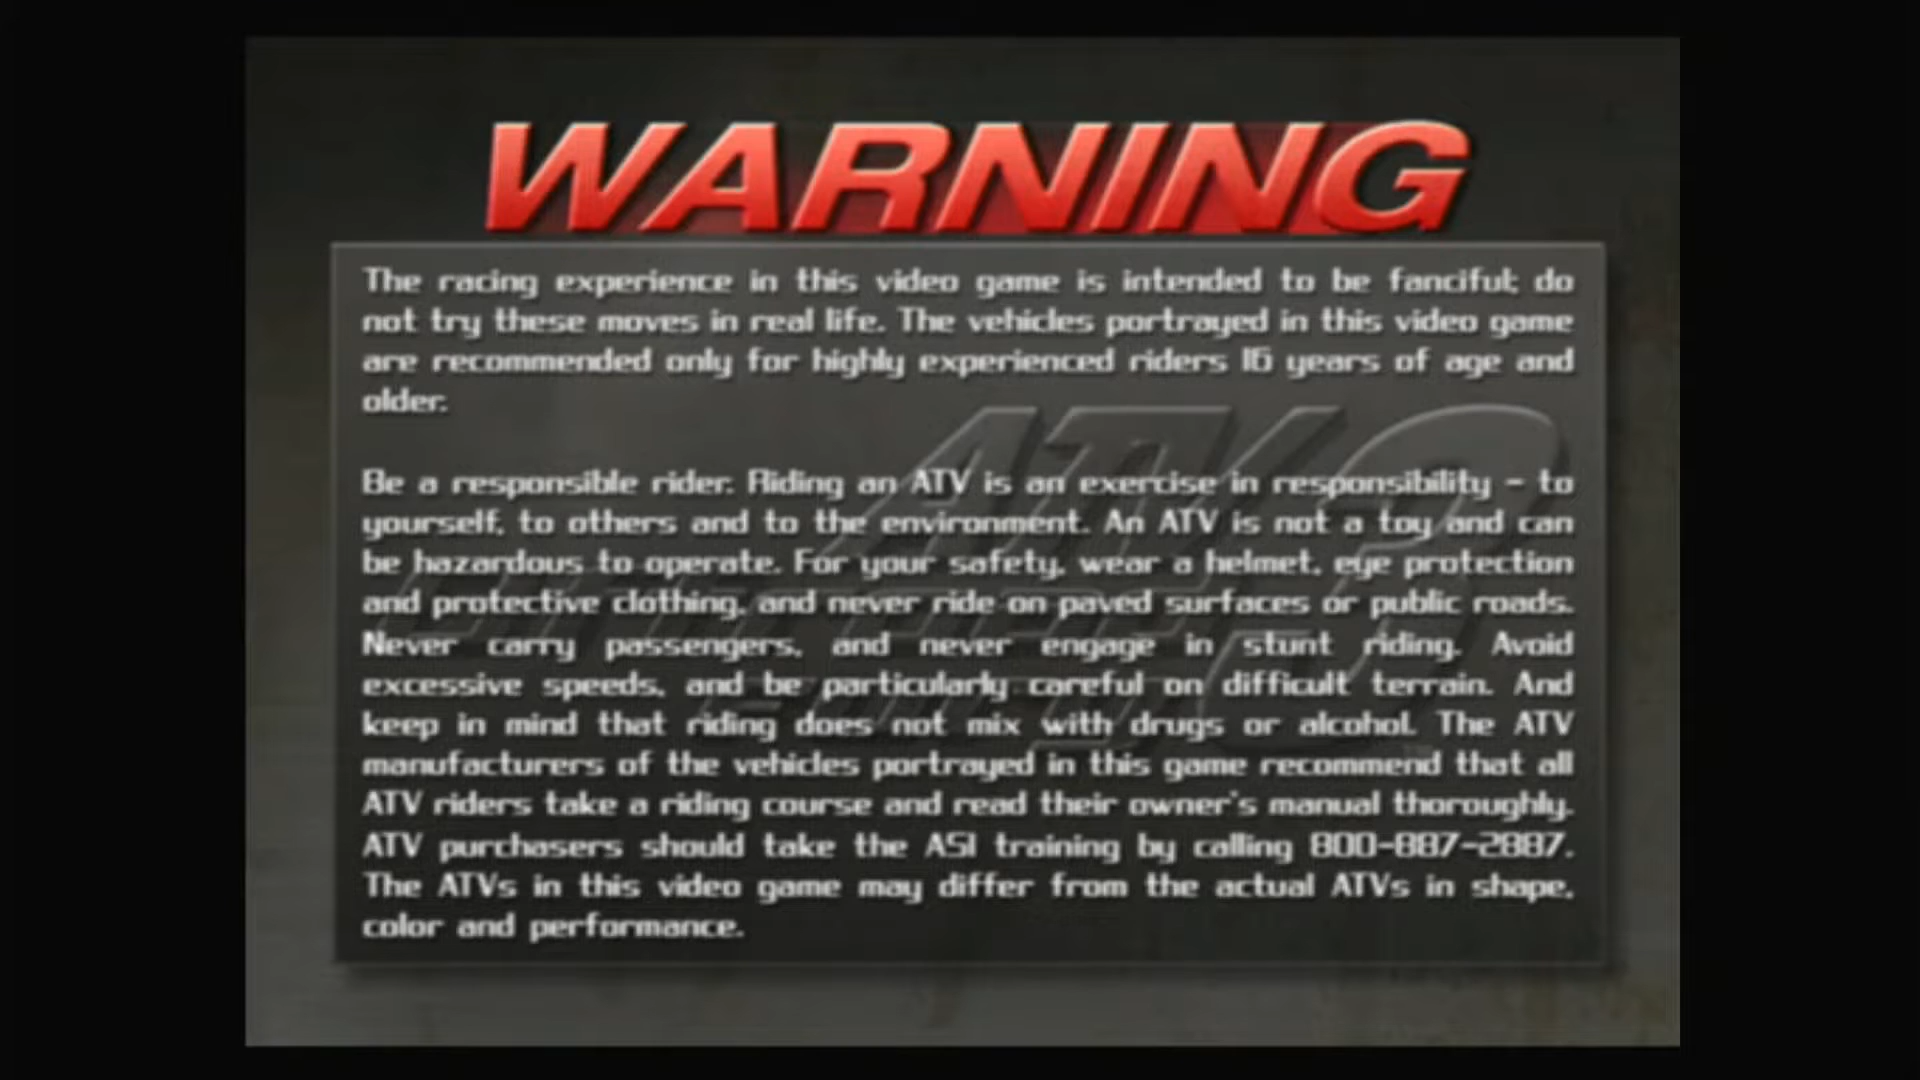 WARNING
The racing experience in this video game is intended to be fanciful; do
not try these moves in real life. The vehicles portrayed in this video game
are recommended only for highly experienced riders 16 years of age and
older.
Be a responsible rider. Riding an ATV is an exercise in responsibility - to
yourself, to others and to the environment. An ATV is not a toy and can
be hazardous to operate. For your safety, wear a helmet, eye protection
and protective clothing, and never ride on paved surfaces or public roads.
Never carry passengers, and never engage in stunt riding. Avoid
excessive speeds, and be particularly careful on difficult terrain. And
keep in mind that riding does not mix with drugs or alcohol. The ATV
manufacturers of the vehicles portrayed in this game recommend that all
ATV riders take a riding course and read their owner's manual thoroughly.
ATV purchasers should take the ASI training by calling 800-887-2887.
The ATVs in this video game may differ from the actual ATVs in shape,
color and performance.